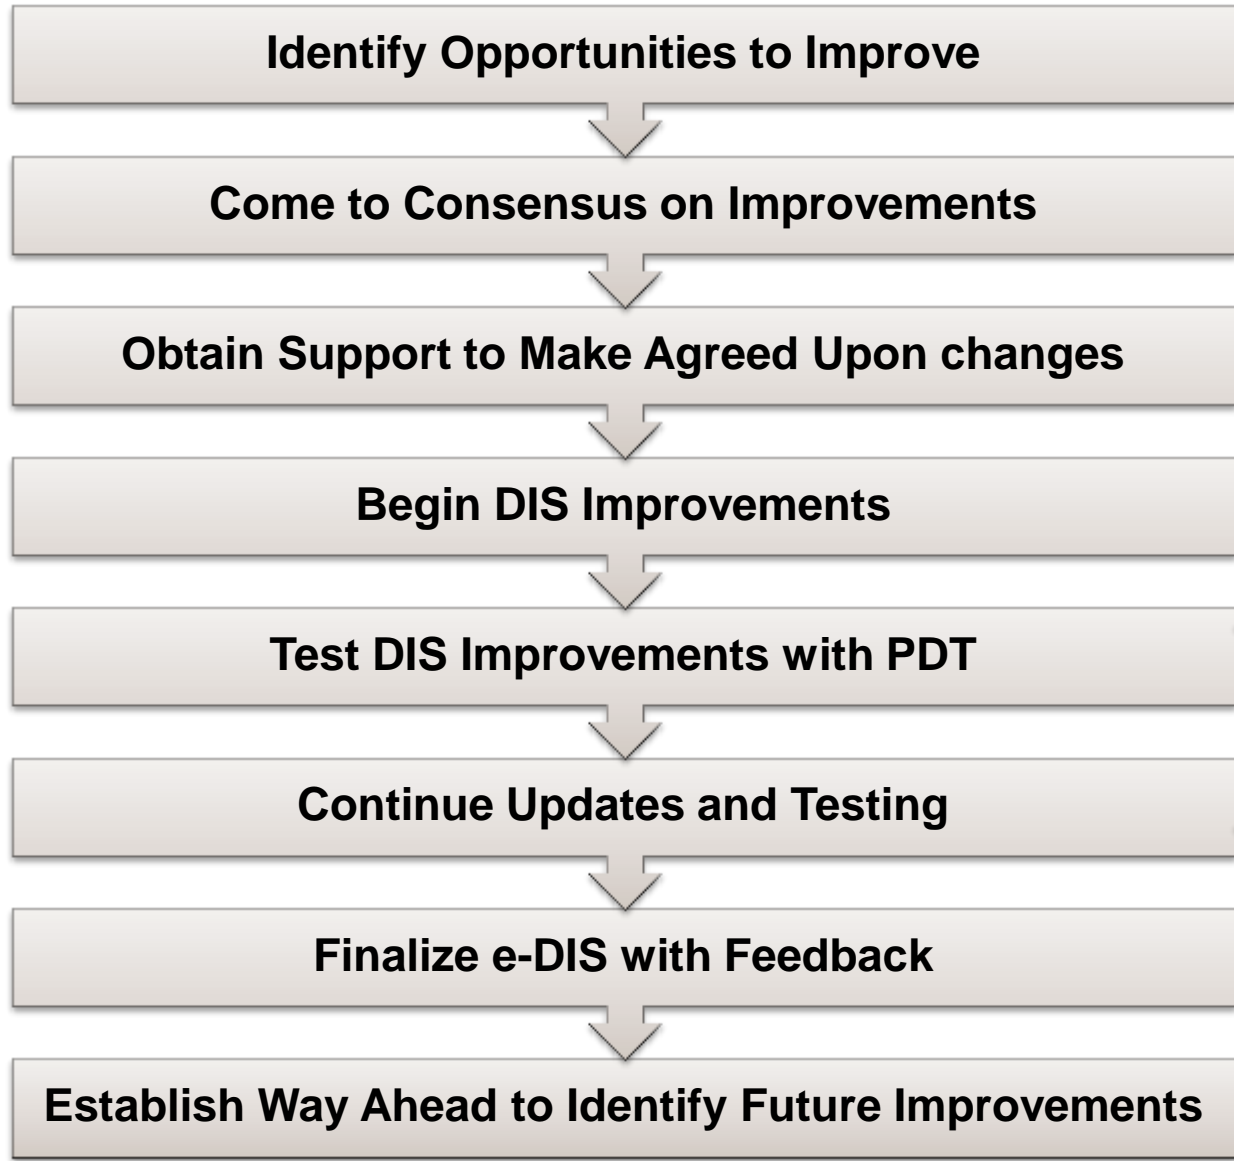 Identify Opportunities to Improve
Come to Consensus on Improvements
Obtain Support to Make Agreed Upon changes
Begin DIS Improvements
Test DIS Improvements with PDT
Continue Updates and Testing
Finalize e-DIS with Feedback
Establish Way Ahead to Identify Future Improvements